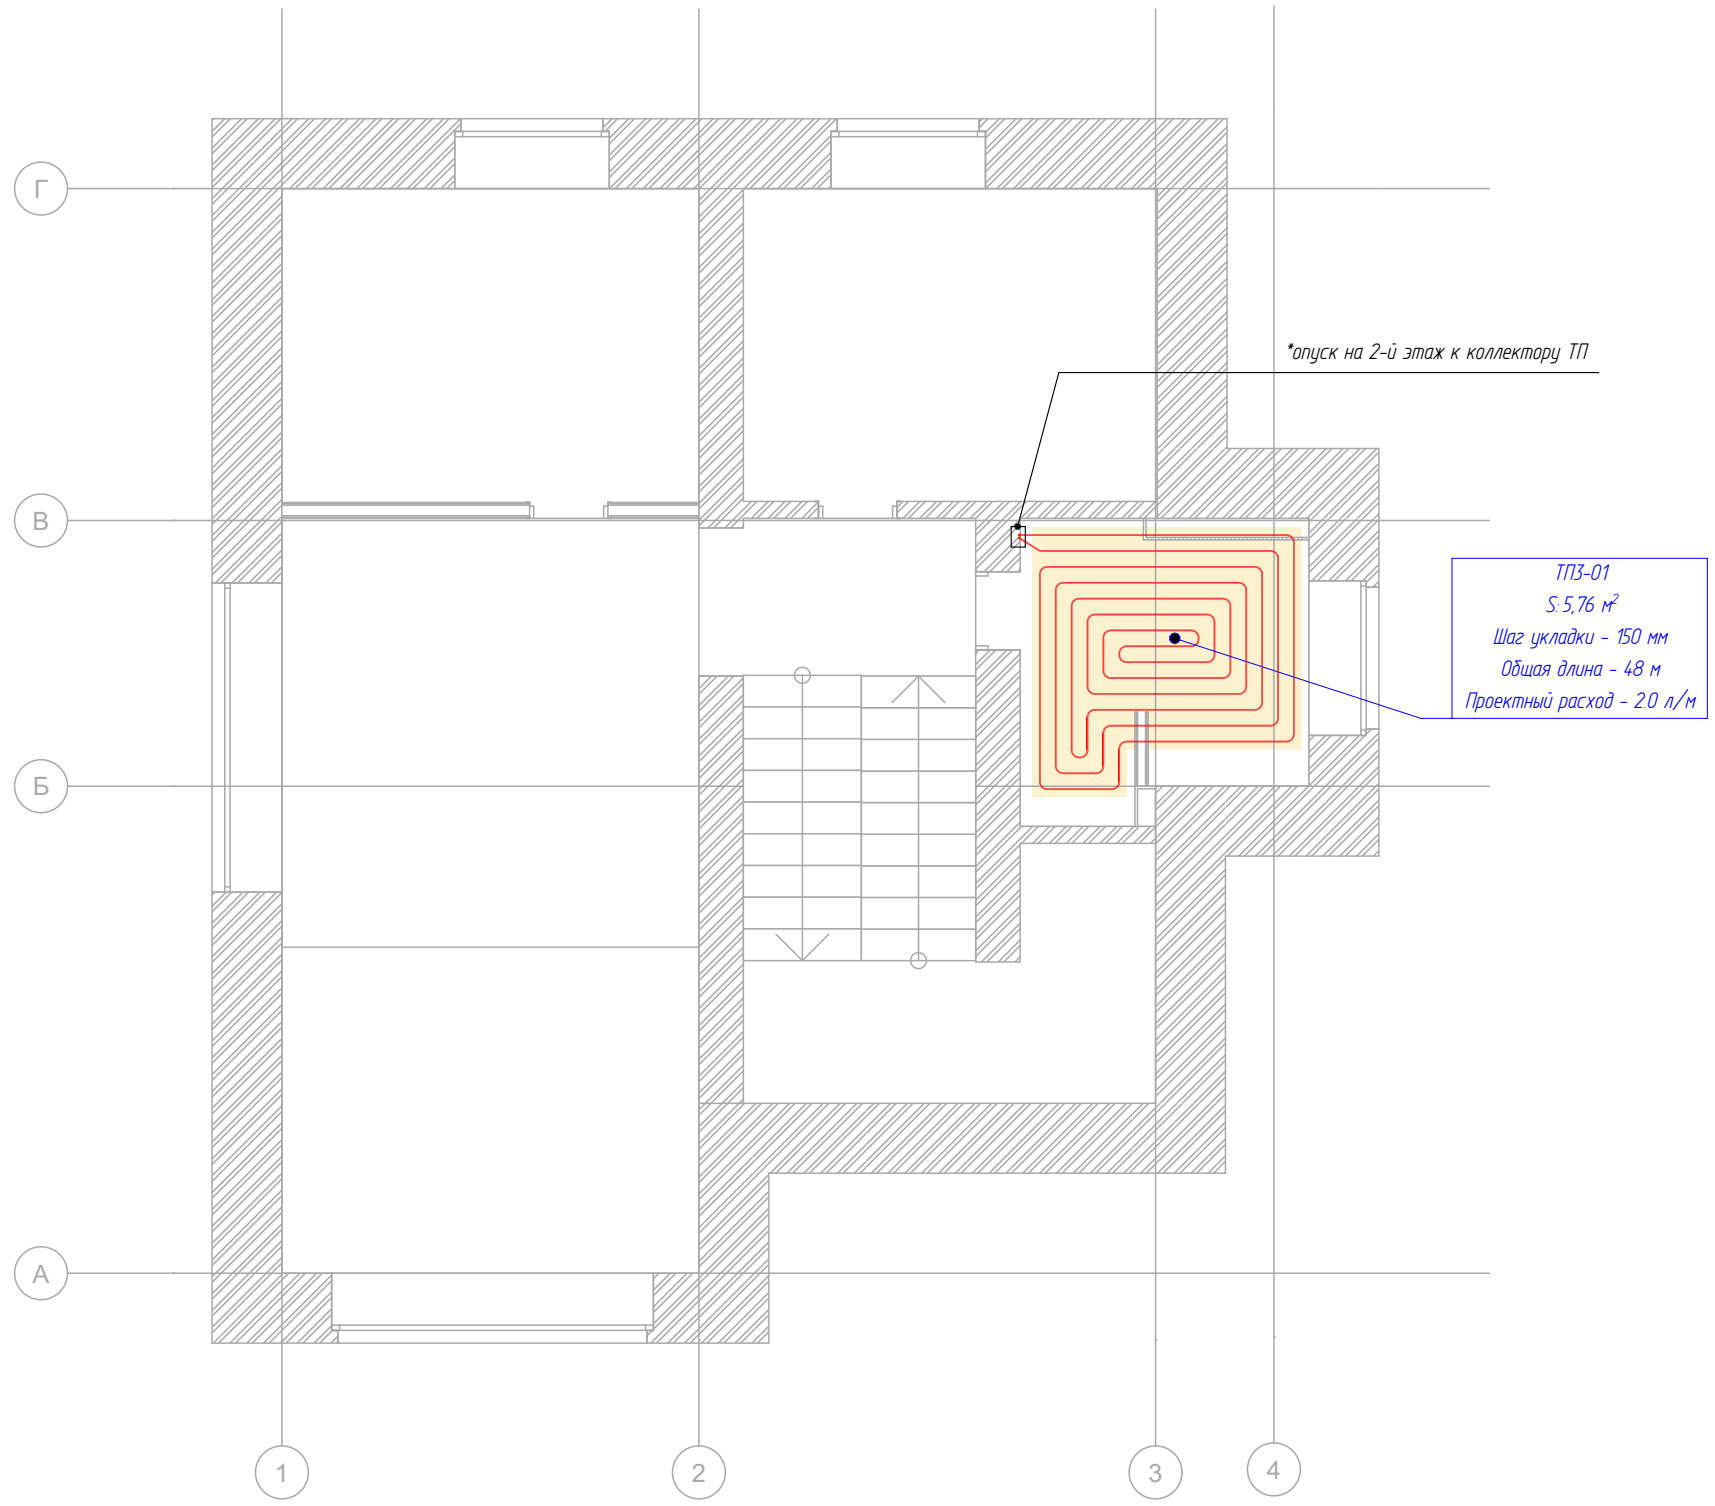 Г
*опуск на 2-й этаж к коллектору ТП
В
ТП3-01
S: 5,76 м²
Шаг укладки - 150 мм
Общая длина - 48 м
Проектный расход - 2.0 л/м
Б
А
1
2
3
4